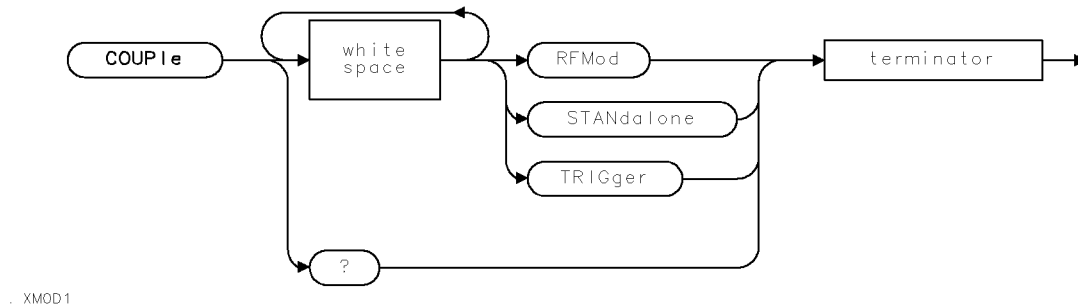 COUPle
white
space
RFMod
terminator
STANdalone
TRIGger
?
. XMOD1